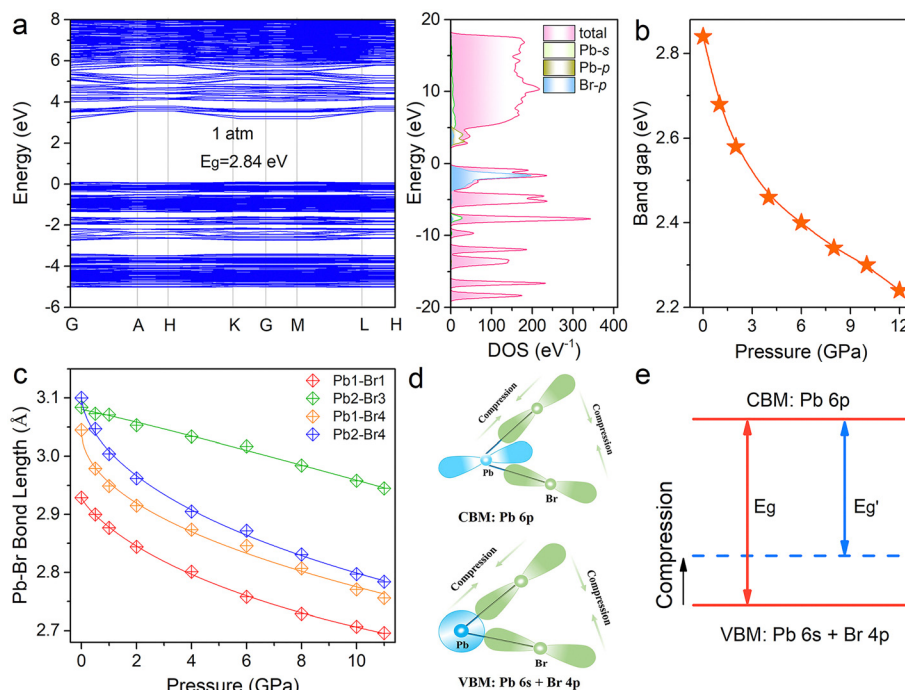 a
Energy (eV)
8
6
4
2
0
-2
-4
-6
1 atm
Eg=2.84 eV
G A H K G M L H
Energy (eV)
20
10
0
-10
-20
total
Pb-s
Pb-p
Br-p
0 100 200 300 400
DOS (eV-1)
b
Band gap (eV)
2.8
2.6
2.4
2.2
0 3 6 9 12
Pressure (GPa)
c
Pb-Br Bond Length (Å)
3.1
3.0
2.9
2.8
2.7
Pb1-Br1
Pb2-Br3
Pb1-Br4
Pb2-Br4
0 2 4 6 8 10
Pressure (GPa)
d
Compression
Compression
Pb
Br
CBM: Pb 6p
Compression
Compression
Pb
Br
VBM: Pb 6s + Br 4p
e
CBM: Pb 6p
Eg
Eg'
Compression
VBM: Pb 6s + Br 4p